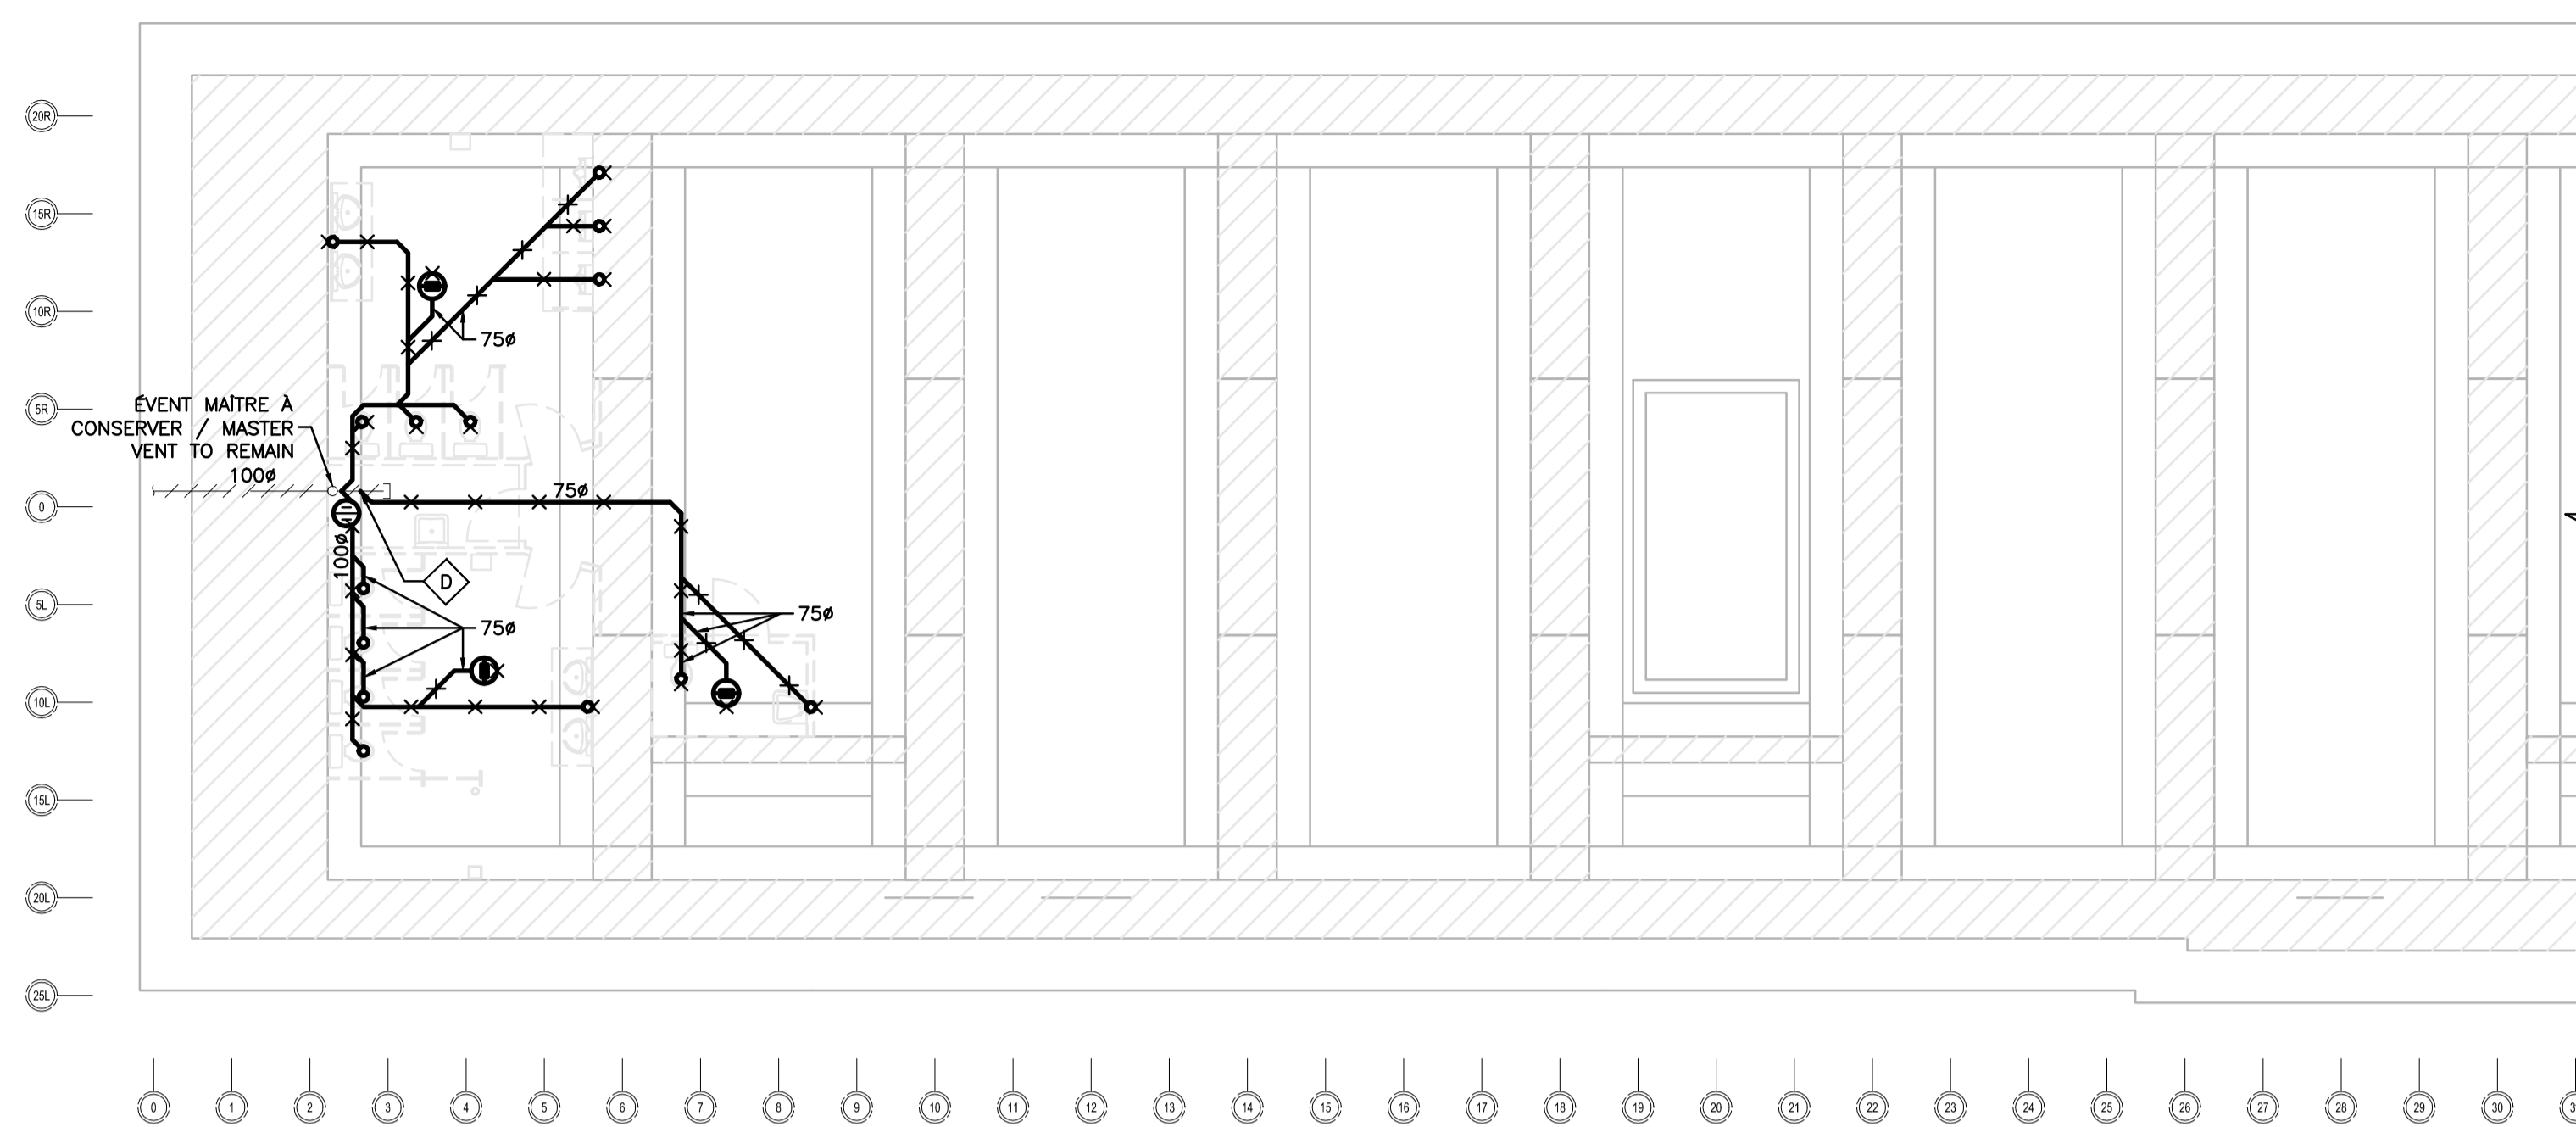 20R
15R
10R
75ø
5R
ÉVENT MAÎTRE À
CONSERVER / MASTER
VENT TO REMAIN
100ø
75ø
0
100ø
D
5L
75ø
75ø
10L
15L
20L
25L
0 1 2 3 4 5 6 7 8 9 10 11 12 13 14 15 16 17 18 19 20 21 22 23 24 25 26 27 28 29 30